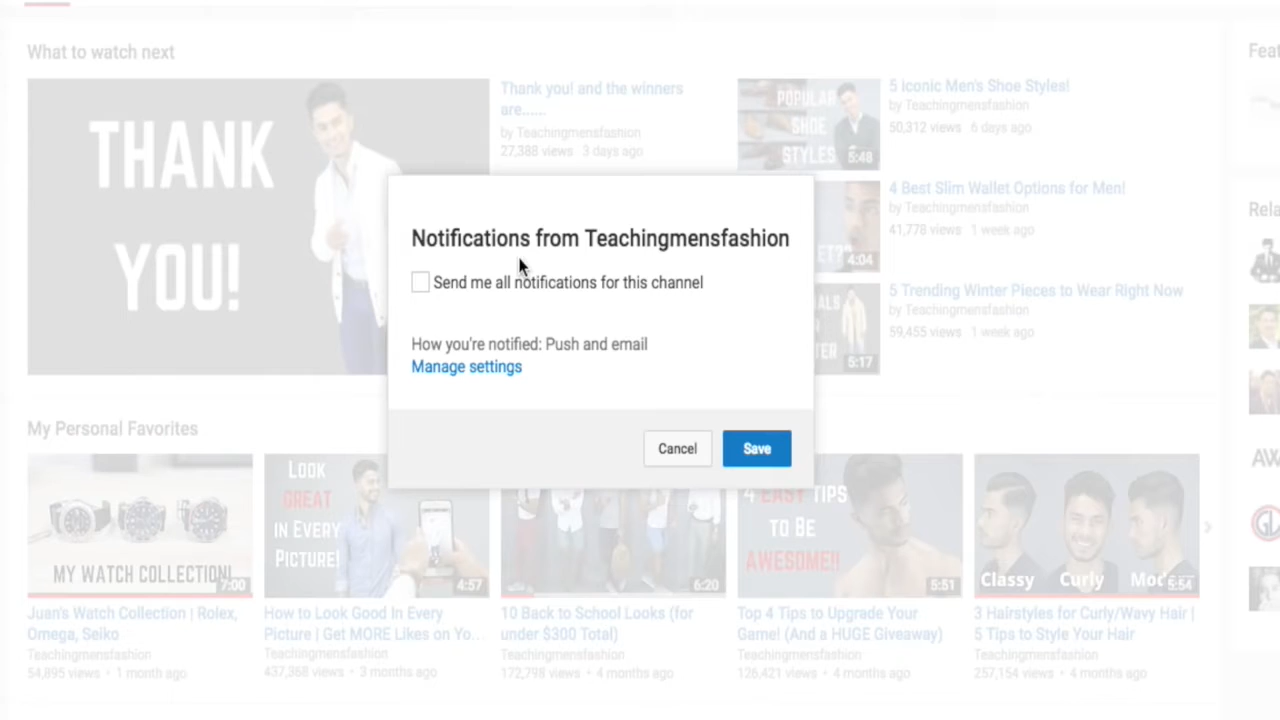 What to watch next
THANK
YOU!
Thank you! and the winners
are......
by Teachingmensfashion
27,388 views 3 days ago
POPULAR
SHOE
STYLES
5:48
5 Iconic Men's Shoe Styles!
by Teachingmensfashion
50,312 views 6 days ago
ET?
4:04
4 Best Slim Wallet Options for Men!
by Teachingmensfashion
41,778 views 1 week ago
5:17
5 Trending Winter Pieces to Wear Right Now
by Teachingmensfashion
59,455 views 1 week ago
Feat
Rela
Notifications from Teachingmensfashion
Send me all notifications for this channel
How you're notified: Push and email
Manage settings
Cancel
Save
My Personal Favorites
MY WATCH COLLECTION!
7:00
Juan's Watch Collection | Rolex,
Omega, Seiko
Teachingmensfashion
54,895 views • 1 month ago
LOOK
GREAT
IN EVERY
PICTURE!
4:57
How to Look Good In Every
Picture | Get MORE Likes on Yo...
Teachingmensfashion
437,368 views • 3 months ago
6:20
10 Back to School Looks (for
under $300 Total)
Teachingmensfashion
172,798 views • 4 months ago
4 EASY TIPS
TO BE
AWESOME!!
5:51
Top 4 Tips to Upgrade Your
Game! (And a HUGE Giveaway)
Teachingmensfashion
126,421 views • 4 months ago
Classy Curly
5:54
3 Hairstyles for Curly/Wavy Hair |
5 Tips to Style Your Hair
Teachingmensfashion
257,154 views • 4 months ago